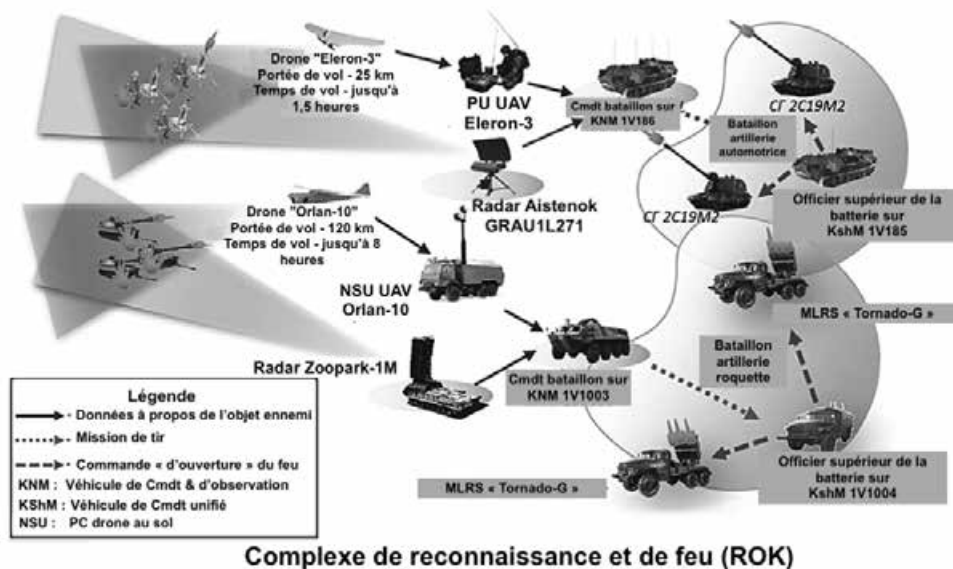 Drone "Eleron-3"
Portée de vol - 25 km
Temps de vol - jusqu'à
1,5 heures
PU UAV
Eleron-3
Cmdt bataillon sur
KNM 1V186
СГ 2С19М2
Bataillon
artillerie
automotrice
Radar Aistenok
GRAU1L271
СГ 2С19М2
Officier supérieur de la
batterie sur
KshM 1V185
Drone "Orlan-10"
Portée de vol - 120 km
Temps de vol - jusqu'à 8
heures
NSU UAV
Orlan-10
MLRS « Tornado-G »
Radar Zoopark-1M
Cmdt bataillon sur
KNM 1V1003
Bataillon
artillerie
roquette
MLRS « Tornado-G »
Officier supérieur de la
batterie sur
KshM 1V1004
Légende
Données à propos de l'objet ennemi
Mission de tir
Commande « d'ouverture » du feu
KNM : Véhicule de Cmdt & d'observation
KShM : Véhicule de Cmdt unifié
NSU : PC drone au sol
Complexe de reconnaissance et de feu (ROK)